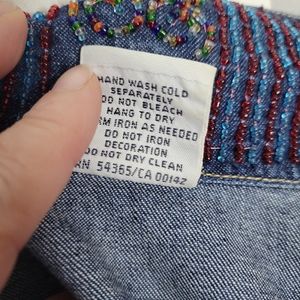 HAND WASH COLD
SEPARATELY
DO NOT BLEACH
HANG TO DRY
RM IRON AS NEEDED
DO NOT IRON
DECORATION
DO NOT DRY CLEAN
RN 54365/CA 00142